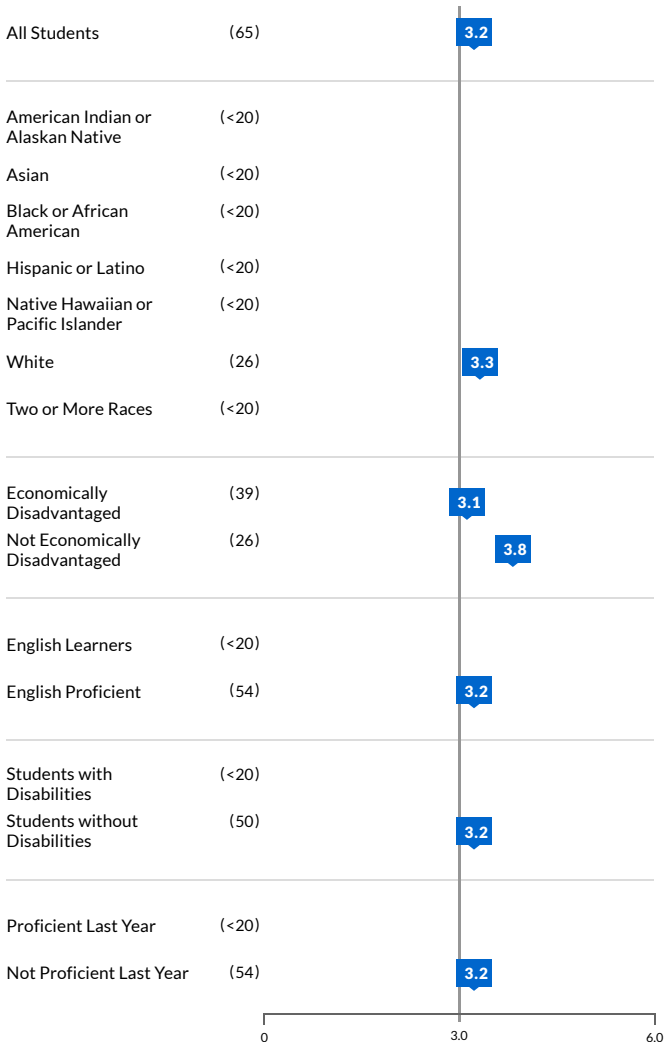 All Students (65) 3.2
American Indian or (<20)
Alaskan Native
Asian (<20)
Black or African (<20)
American
Hispanic or Latino (<20)
Native Hawaiian or (<20)
Pacific Islander
White (26) 3.3
Two or More Races (<20)
Economically (39) 3.1
Disadvantaged
Not Economically (26) 3.8
Disadvantaged
English Learners (<20)
English Proficient (54) 3.2
Students with (<20)
Disabilities
Students without (50) 3.2
Disabilities
Proficient Last Year (<20)
Not Proficient Last Year (54) 3.2
0 3.0 6.0